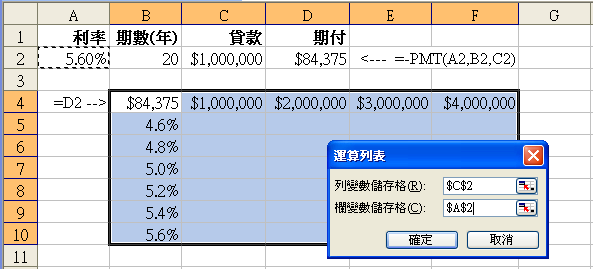 A B C D E F G
1 利率 期數(年) 貸款 期付
2 5.60% 20 $1,000,000 $84,375 <--- =-PMT(A2,B2,C2)
3
4 =D2 --> $84,375 $1,000,000 $2,000,000 $3,000,000 $4,000,000
5 4.6%
6 4.8%
運算列表
7 5.0%
列變數儲存格(R): $C$2
8 5.2%
欄變數儲存格(C): $A$2
9 5.4%
確定 取消
10 5.6%
11